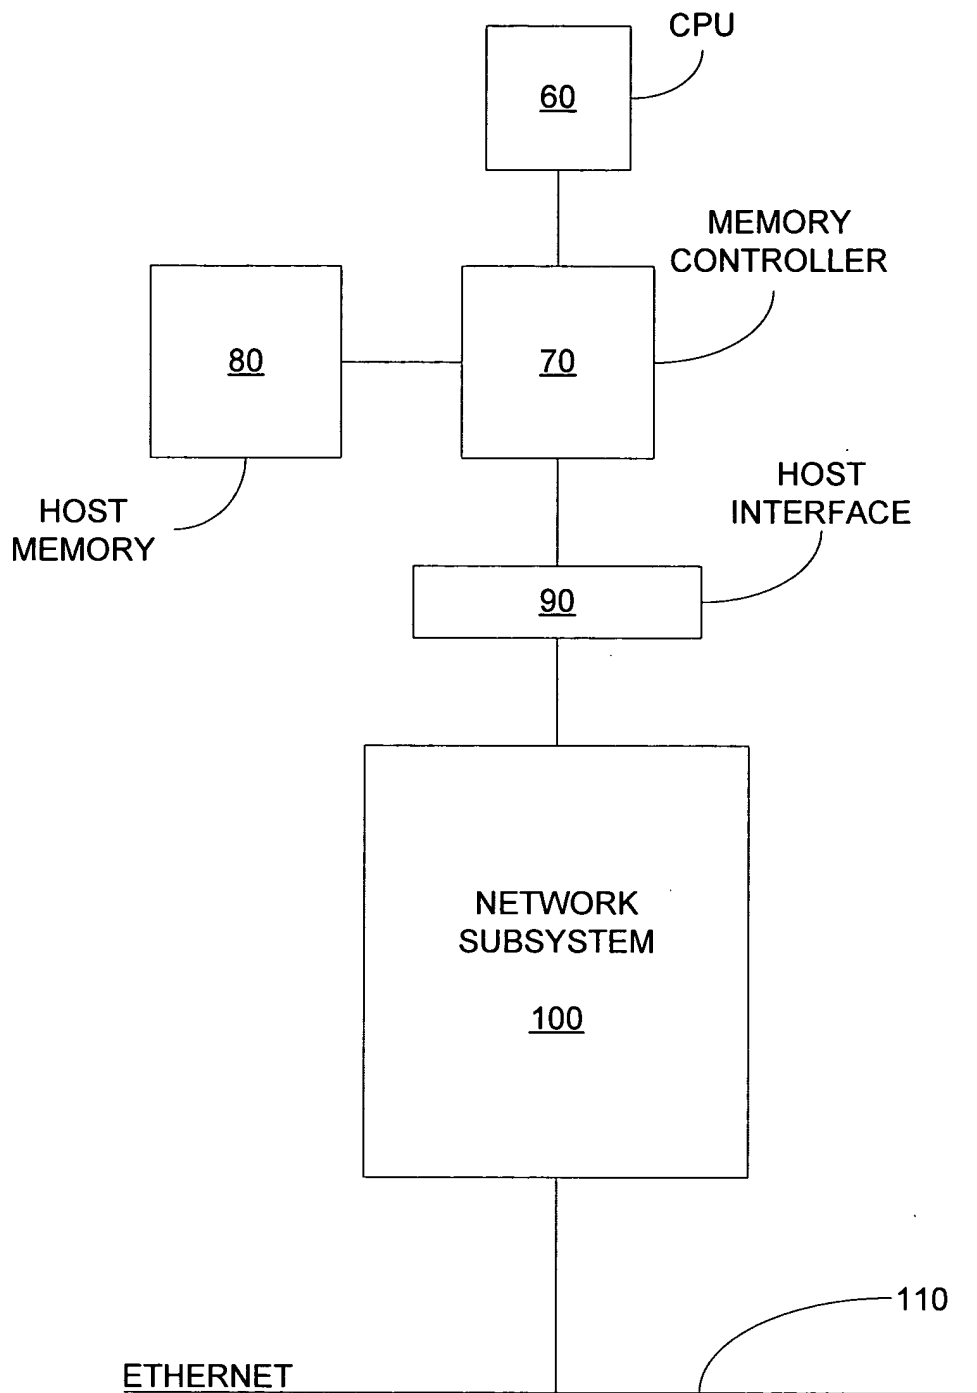 CPU
60
MEMORY
CONTROLLER
80
70
HOST
MEMORY
HOST
INTERFACE
90
NETWORK
SUBSYSTEM
100
110
ETHERNET